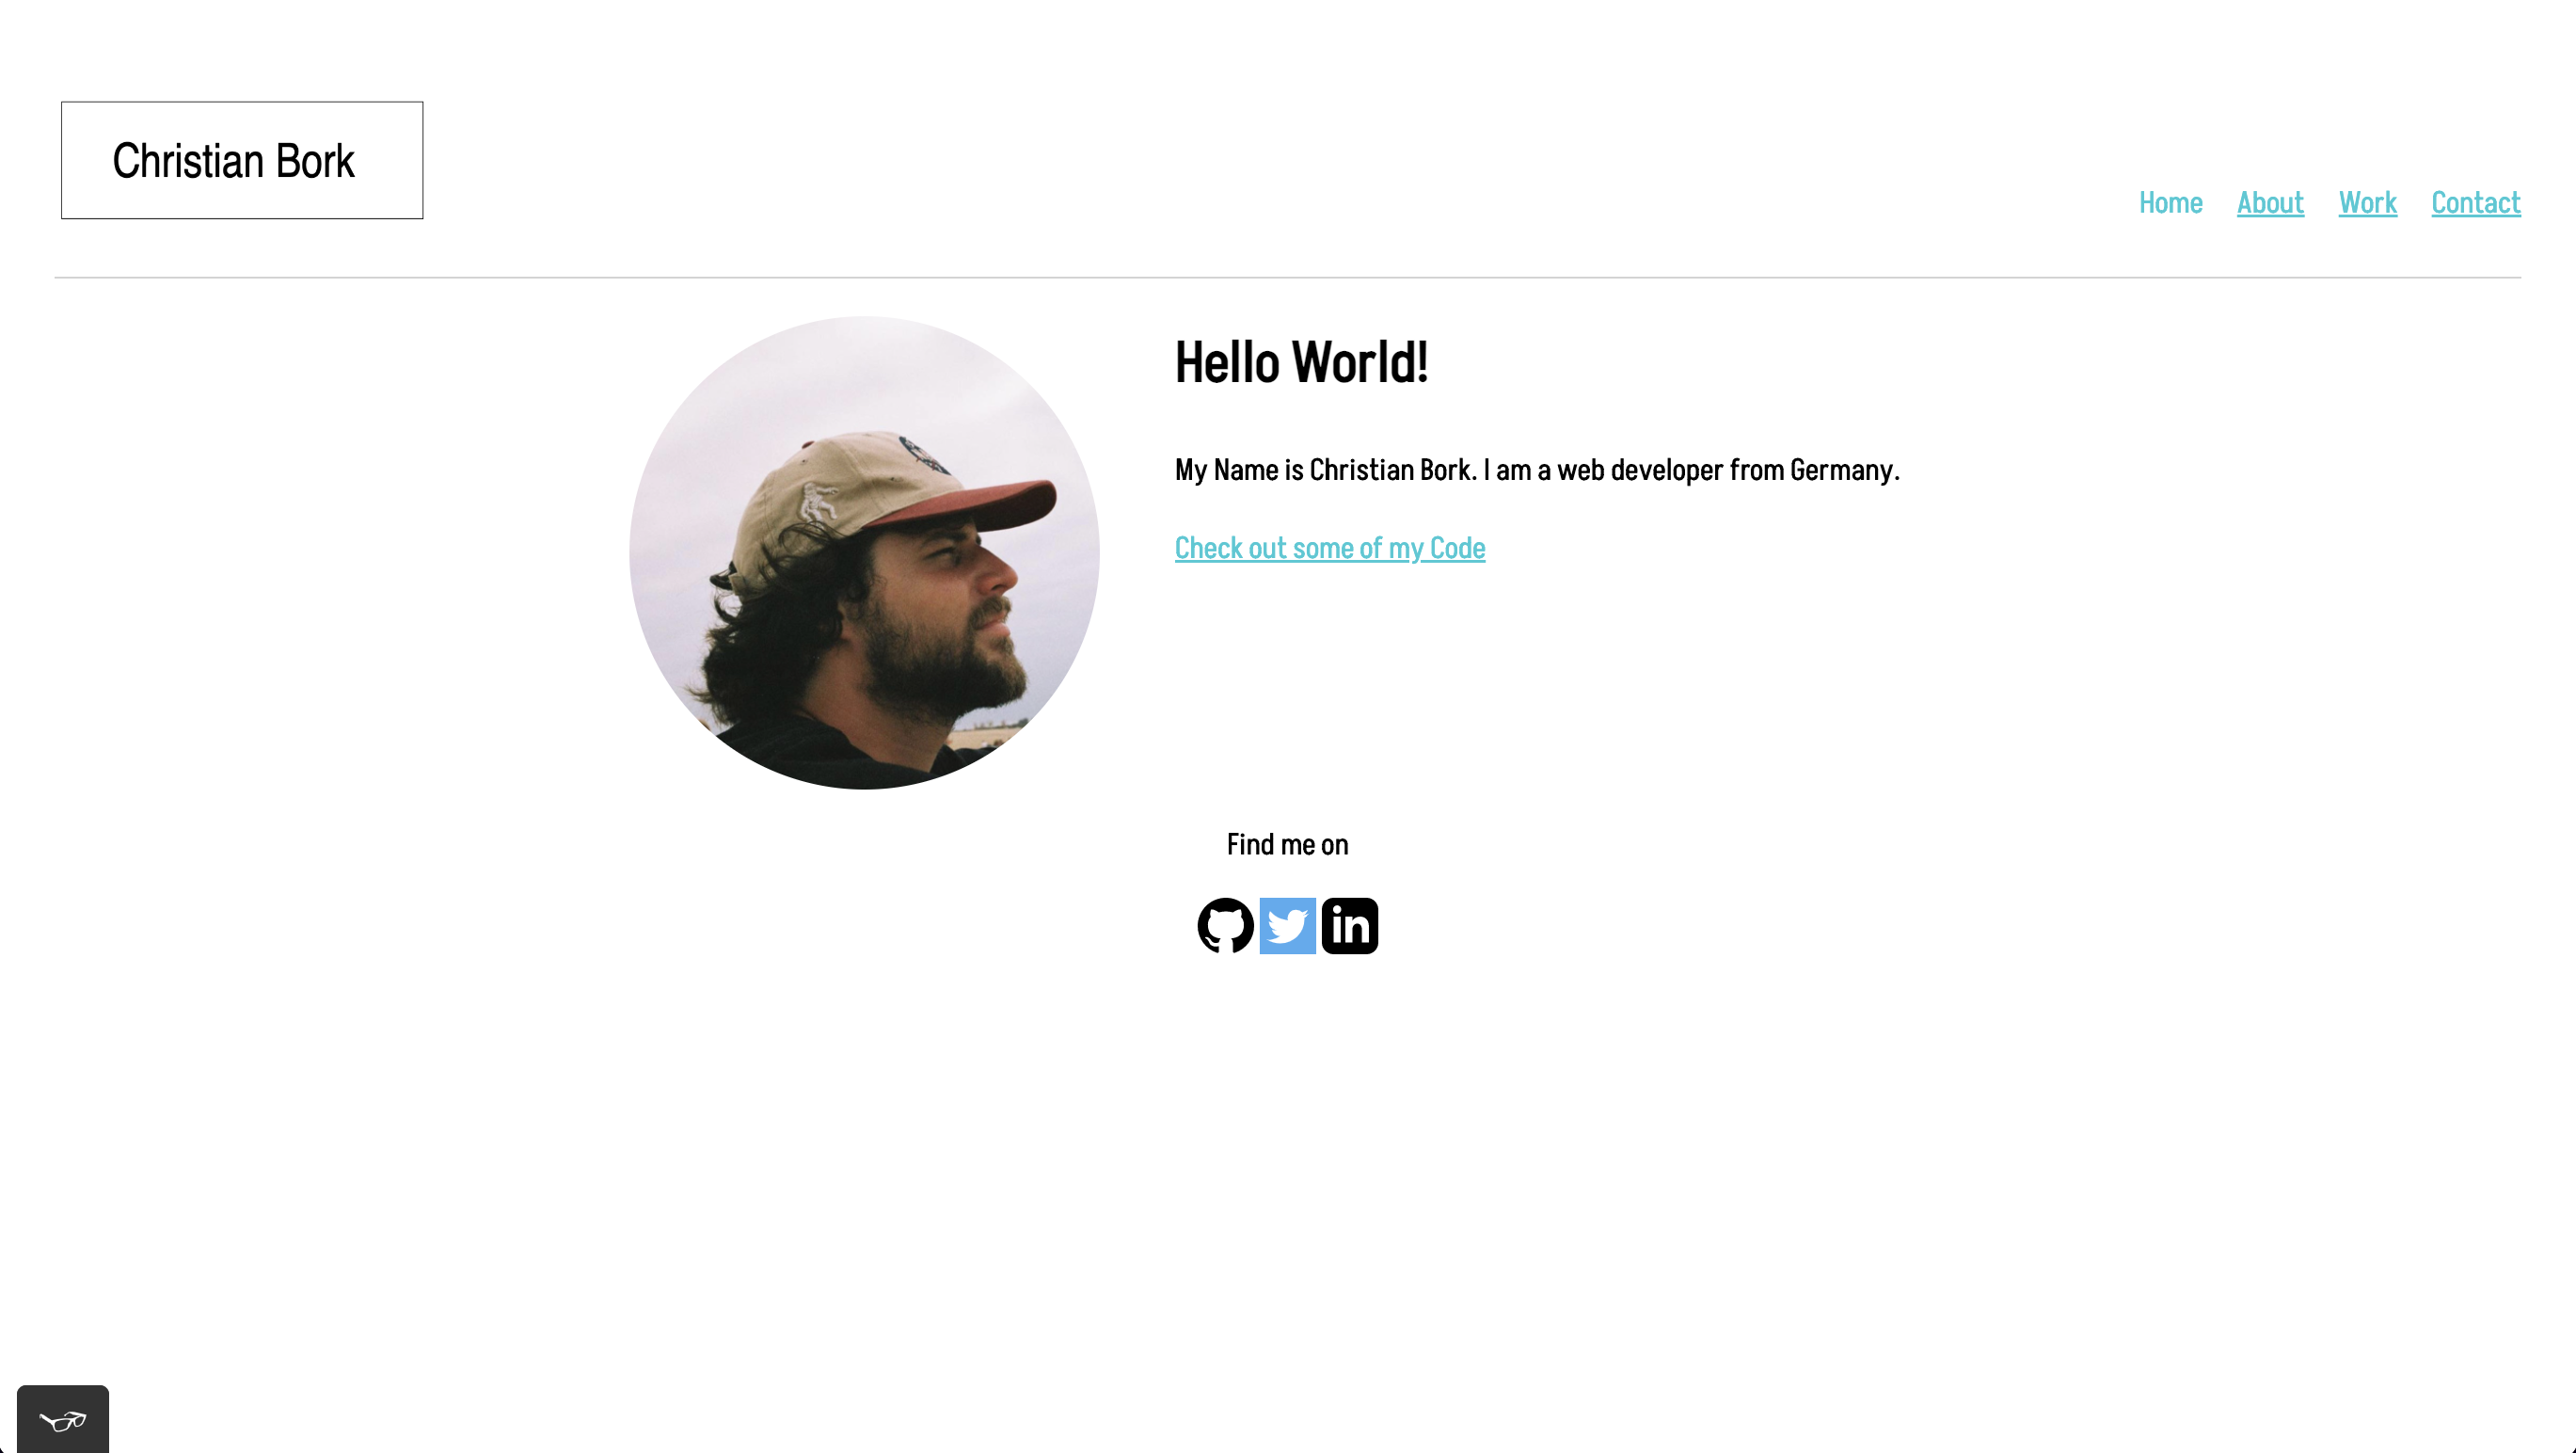 Christian Bork
Home About Work Contact
Hello World!
My Name is Christian Bork. I am a web developer from Germany.
Check out some of my Code
Find me on
in